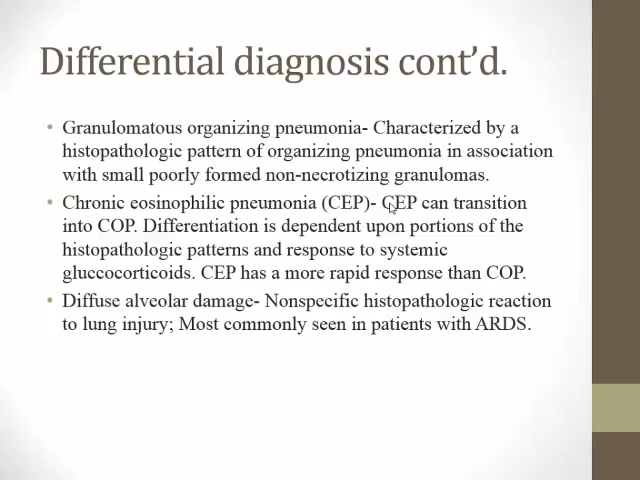 Differential diagnosis cont’d.
• Granulomatous organizing pneumonia- Characterized by a
histopathologic pattern of organizing pneumonia in association
with small poorly formed non-necrotizing granulomas.
• Chronic eosinophilic pneumonia (CEP)- CEP can transition
into COP. Differentiation is dependent upon portions of the
histopathologic patterns and response to systemic
gluccocorticoids. CEP has a more rapid response than COP.
• Diffuse alveolar damage- Nonspecific histopathologic reaction
to lung injury; Most commonly seen in patients with ARDS.